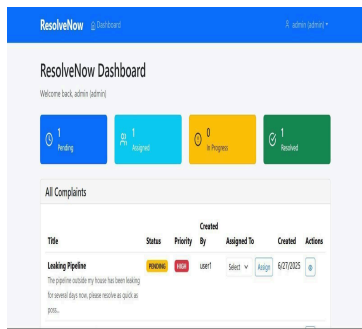 ResolveNow Dashboard admin (admin)
ResolveNow Dashboard
Welcome back, admin (admin)
1 1 0 1
Pending Assigned In Progress Resolved
All Complaints
Title Status Priority Created By Assigned To Created Actions
Leaking Pipeline PENDING HIGH user1 Select Assign 6/27/2025
The pipeline outside my house has been leaking
for several days now, please resolve as quick as
poss...